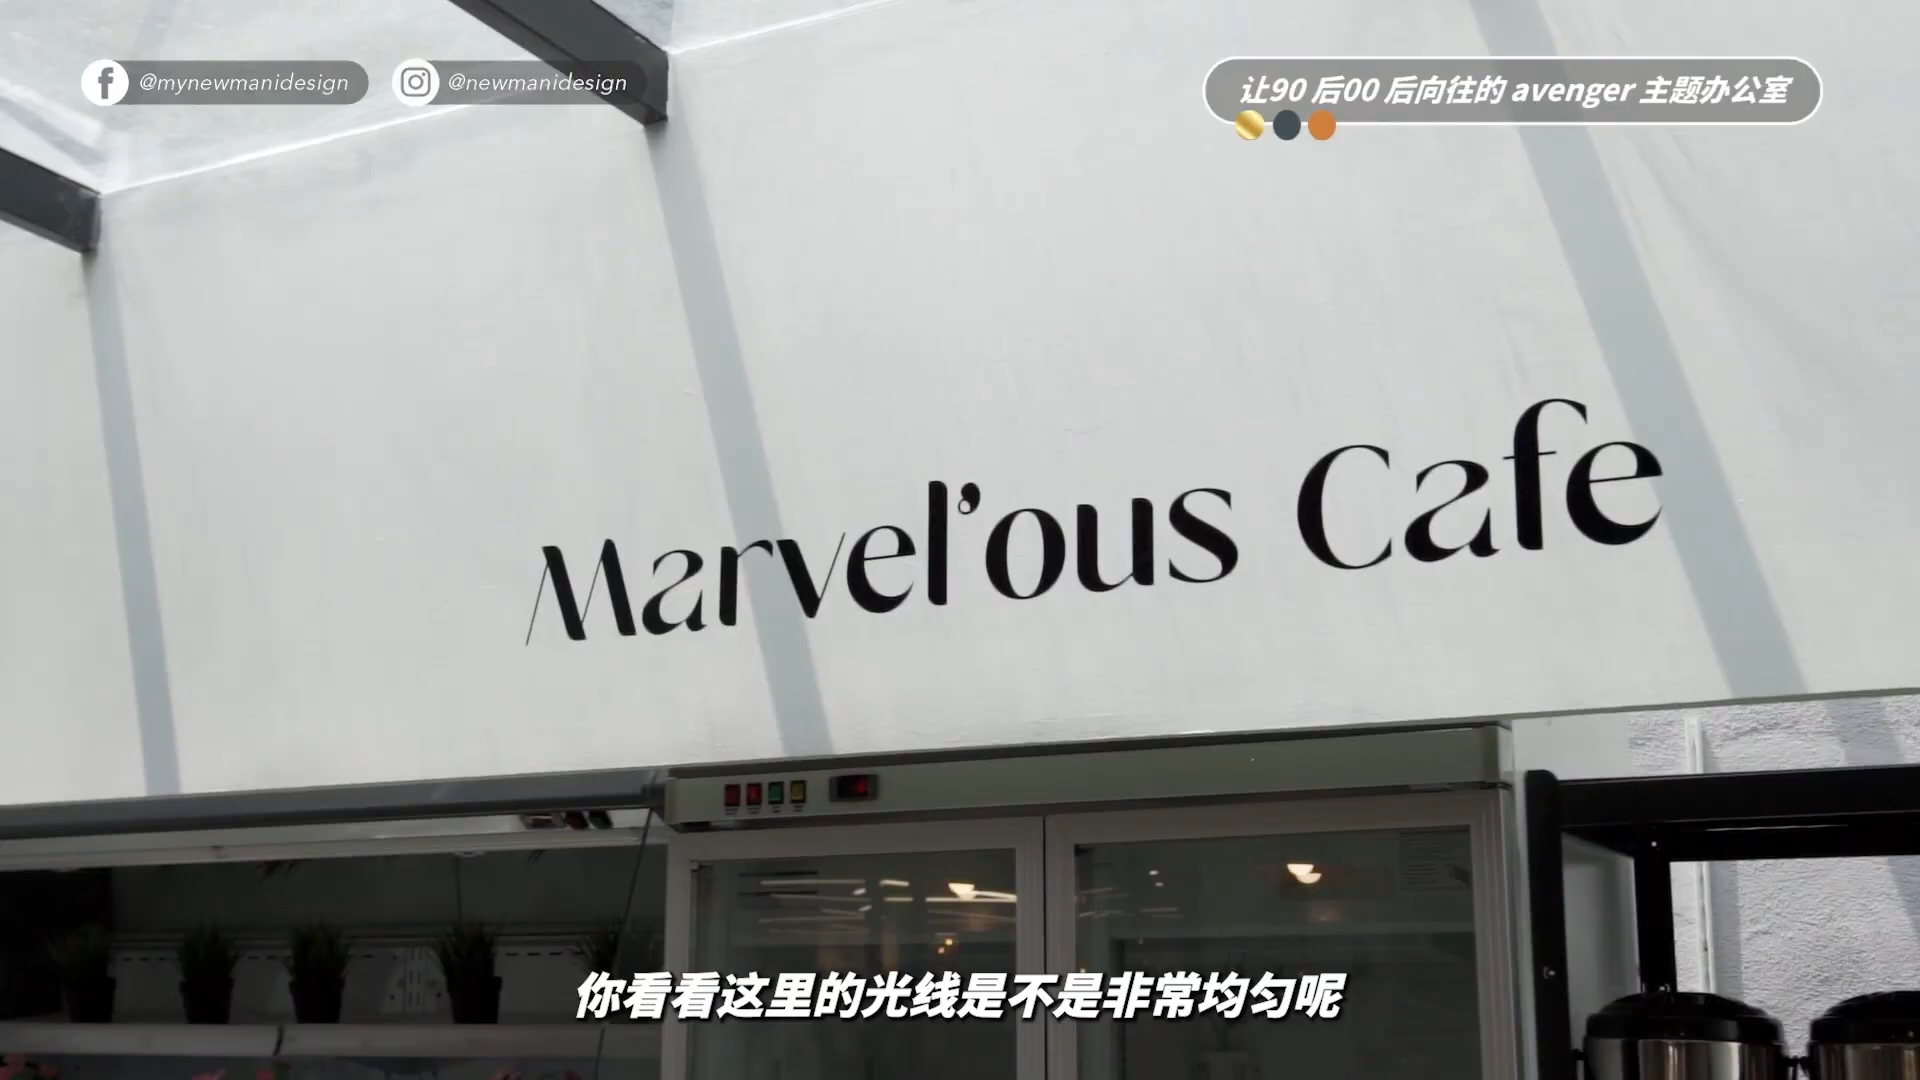 @mynewmanidesign
@newmanidesign
让90后00后向往的 avenger 主题办公室
Marvel'ous Cafe
你看看这里的光线是不是非常均匀呢